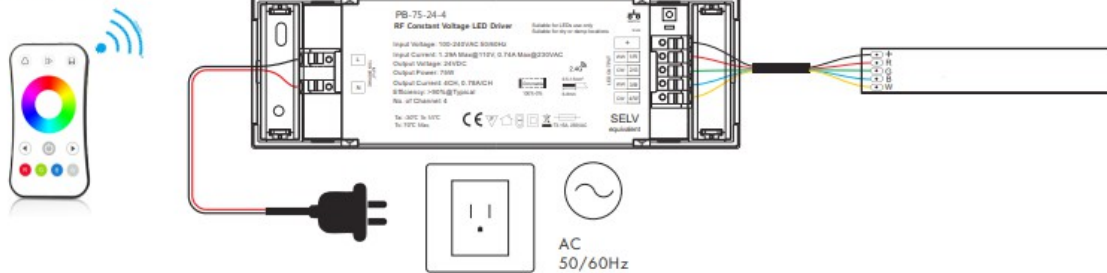 PB-75-24-4
RF Constant Voltage LED Driver
Suitable for LEDs use only
Suitable for dry or damp locations
Input Voltage: 100-240VAC 50/60Hz
Input Current: 1.29A Max@110V, 0.74A Max@230VAC
Output Voltage: 24VDC
Output Power: 75W
Output Current: 4CH, 0.78A/CH
Efficiency: >90%@Typical
No. of Channel: 4
2.4G
L
N
+
SELV
equivalent
+
R
G
B
W
AC
50/60Hz